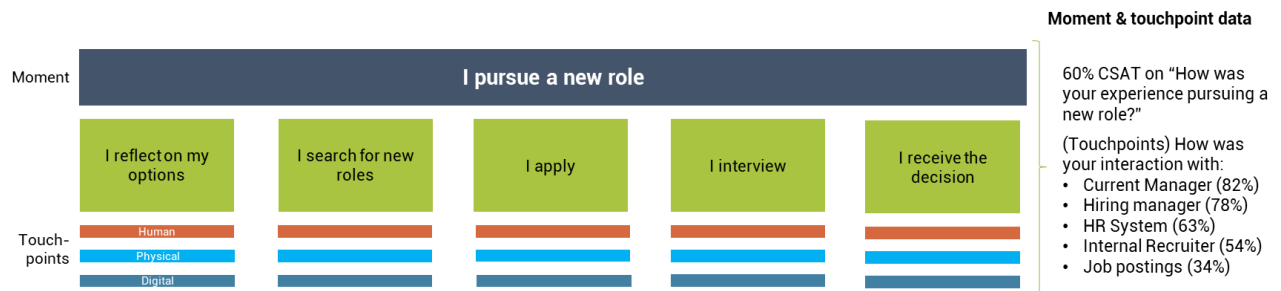 Moment & touchpoint data
Moment
I pursue a new role
60% CSAT on “How was
your experience pursuing a
new role?”
I reflect on my
options
I search for new
roles
I apply
I interview
I receive the
decision
(Touchpoints) How was
your interaction with:
• Current Manager (82%)
• Hiring manager (78%)
• HR System (63%)
• Internal Recruiter (54%)
• Job postings (34%)
Touch-
points
Human
Physical
Digital